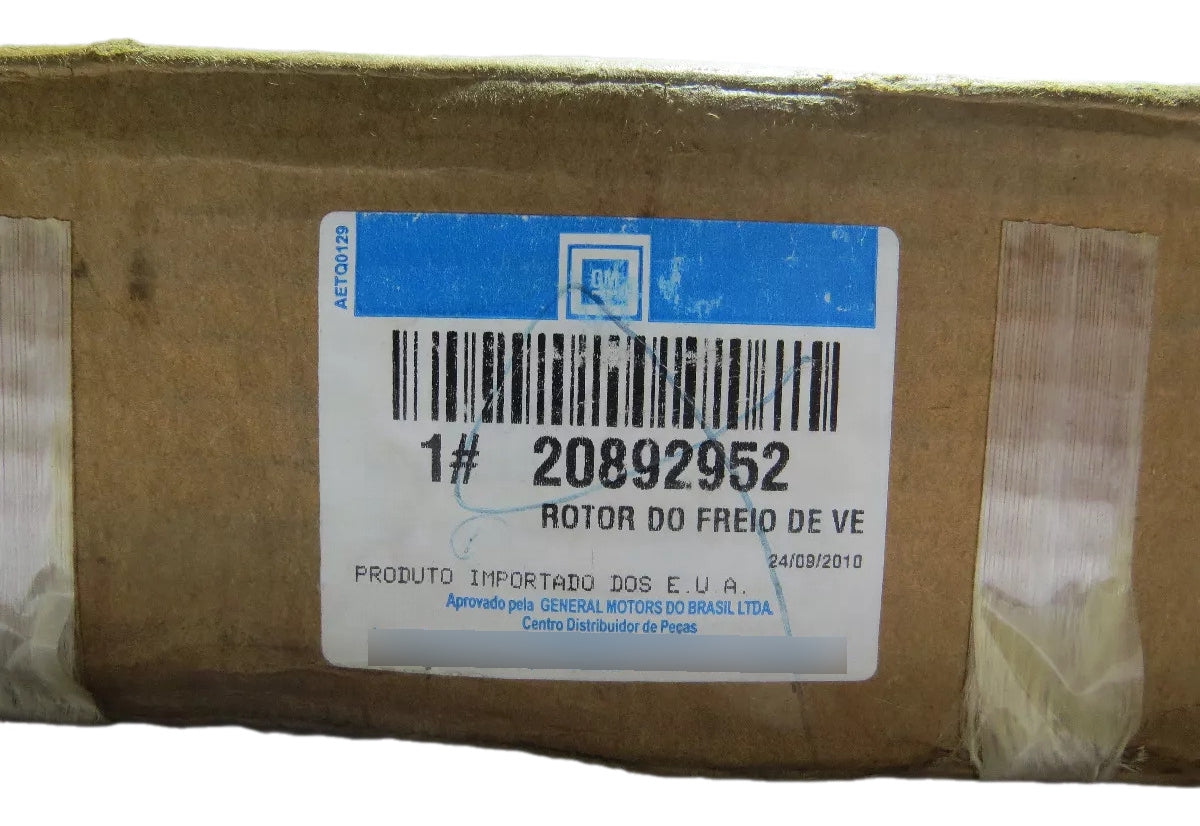 AETQ0129
GM
1# 20892952
ROTOR DO FREIO DE VE
24/09/2010
PRODUTO IMPORTADO DOS E.U.A.
Aprovado pela GENERAL MOTORS DO BRASIL LTDA.
Centro Distribuidor de Peças